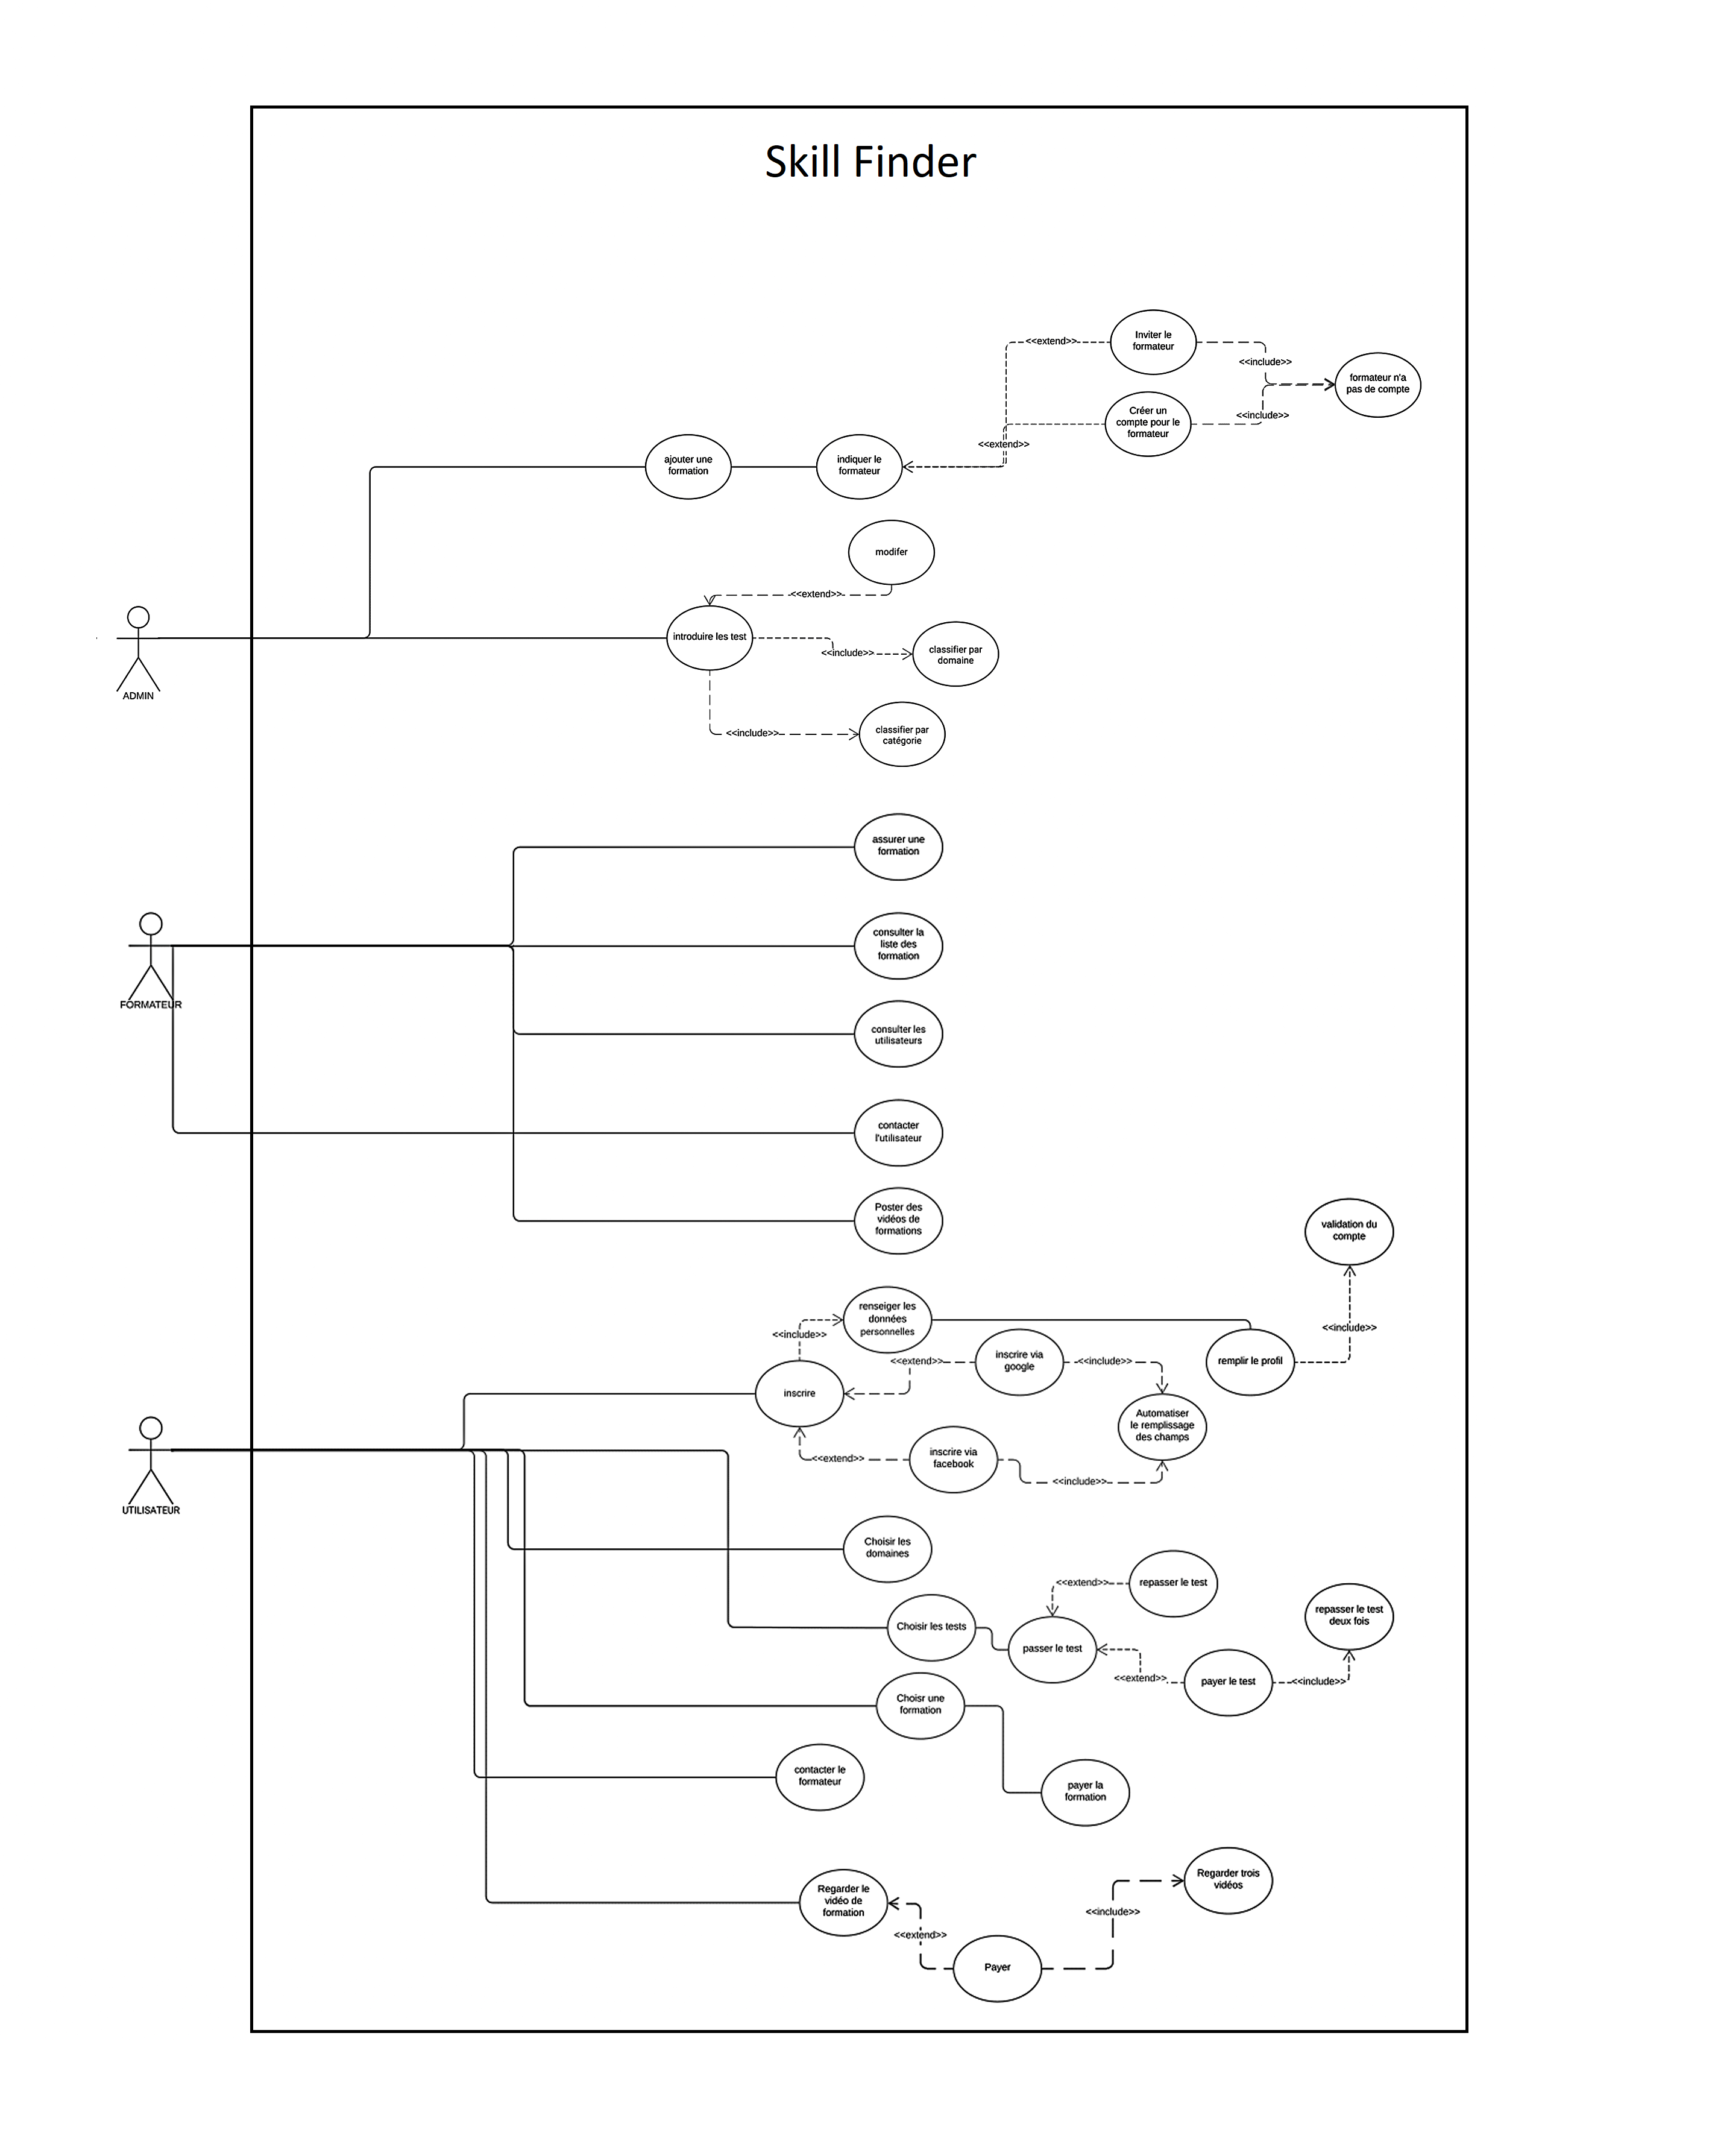 Skill Finder
Inviter le
formateur
<<extend>>
<<include>>
formateur n'a
pas de compte
Créer un
compte pour le
formateur
<<include>>
<<extend>>
ajouter une
formation
indiquer le
formateur
modifer
<<extend>>
introduire les test
<<include>>
classifier par
domaine
ADMIN
<<include>>
classifier par
catégorie
assurer une
formation
consulter la
liste des
formation
FORMATEUR
consulter les
utilisateurs
contacter
l'utilisateur
Poster des
vidéos de
formations
validation du
compte
renseiger les
données
personnelles
<<include>>
<<include>>
<<extend>>
inscrire via
google
<<include>>
remplir le profil
inscrire
Automatiser
le remplissage
des champs
<<extend>>
inscrire via
facebook
<<include>>
UTILISATEUR
Choisir les
domaines
<<extend>>
repasser le test
repasser le test
deux fois
Choisir les tests
passer le test
<<extend>>
payer le test
<<include>>
Choisr une
formation
contacter le
formateur
payer la
formation
Regarder trois
vidéos
Regarder le
vidéo de
formation
<<include>>
<<extend>>
Payer